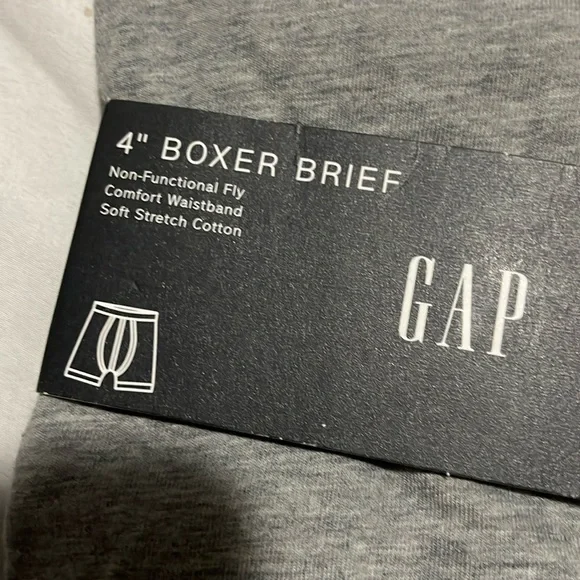 4" BOXER BRIEF
Non-Functional Fly
Comfort Waistband
Soft Stretch Cotton
GAP